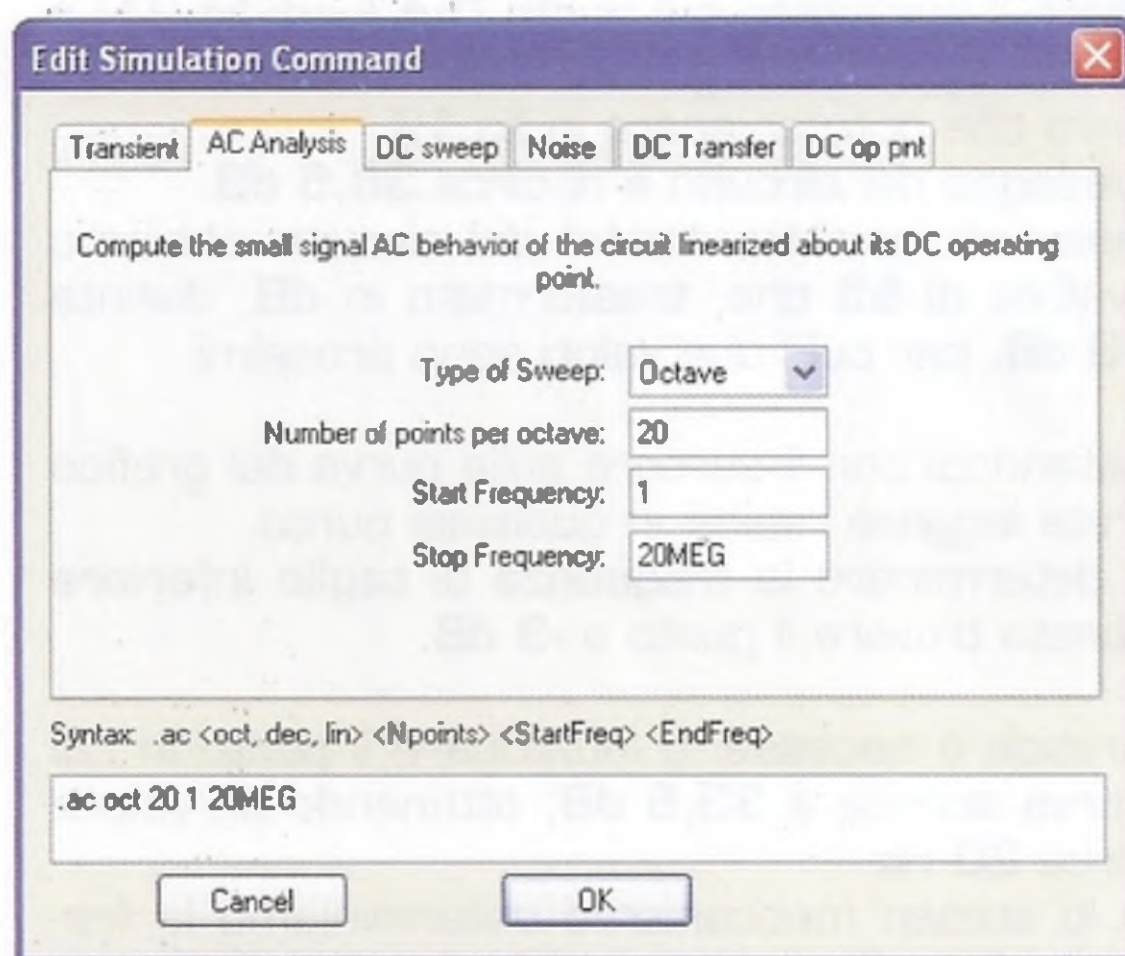 Edit Simulation Command
Transient AC Analysis DC sweep Noise DC Transfer DC op pnt
Compute the small signal AC behavior of the circuit linearized about its DC operating
point.
Type of Sweep: Octave
Number of points per octave: 20
Start Frequency: 1
Stop Frequency: 20MEG
Syntax: .ac <oct, dec, lin> <Npoints> <StartFreq> <EndFreq>
.ac oct 20 1 20MEG
Cancel OK